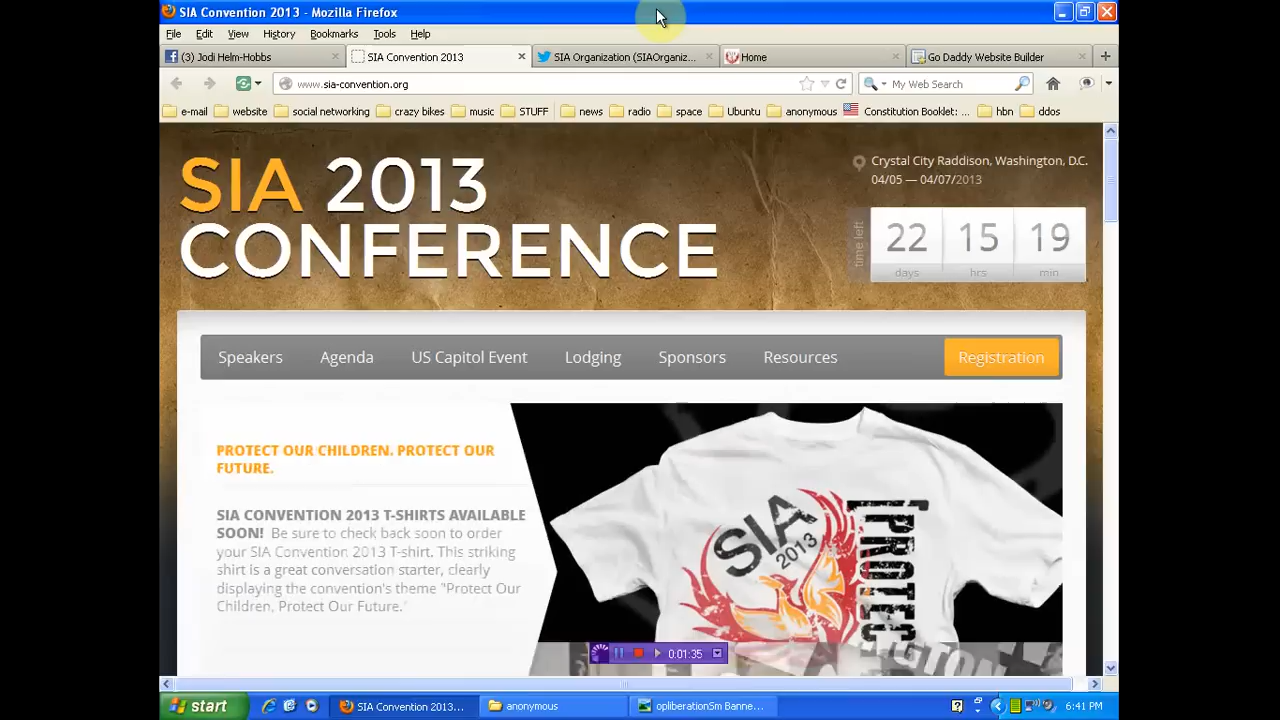 SIA Convention 2013 - Mozilla Firefox
File Edit View History Bookmarks Tools Help
(3) Jodi Helm-Hobbs
SIA Convention 2013
SIA Organization (SIAOrganiz...
Home
Go Daddy Website Builder
www.sia-convention.org
My Web Search
e-mail website social networking crazy bikes music STUFF news radio space Ubuntu anonymous Constitution Booklet: ... hbn ddos
SIA 2013
CONFERENCE
Crystal City Raddison, Washington, D.C.
04/05 — 04/07/2013
time left
22 15 19
days hrs min
Speakers Agenda US Capitol Event Lodging Sponsors Resources Registration
PROTECT OUR CHILDREN. PROTECT OUR
FUTURE.
SIA CONVENTION 2013 T-SHIRTS AVAILABLE
SOON! Be sure to check back soon to order
your SIA Convention 2013 T-shirt. This striking
shirt is a great conversation starter, clearly
displaying the convention's theme "Protect Our
Children, Protect Our Future."
SIA
2013
[PROTEC
0:01:35
start
SIA Convention 2013...
anonymous
opliberationSm Banne...
6:41 PM